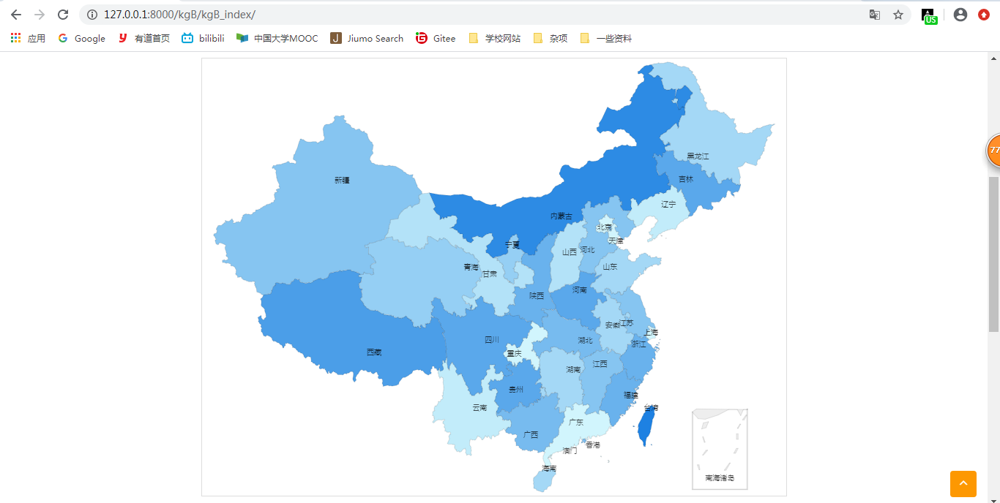 127.0.0.1:8000/kgB/kgB_index/
US
应用 Google 有道首页 bilibili 中国大学MOOC Jiumo Search Gitee 学校网站 杂项 一些资料
77
黑龙江
新疆
吉林
辽宁
内蒙古
北京
天津
宁夏
山西
河北
青海
甘肃
山东
河南
陕西
安徽
江苏
上海
四川
湖北
浙江
西藏
重庆
江西
湖南
贵州
福建
云南
台湾
广东
广西
香港
澳门
海南
南海诸岛